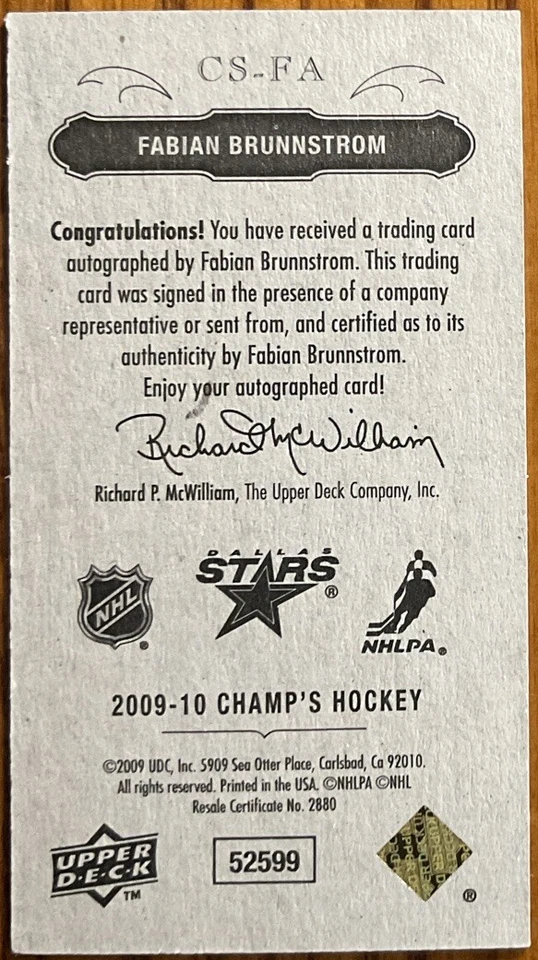 CS-FA
FABIAN BRUNNSTROM
Congratulations! You have received a trading card
autographed by Fabian Brunnstrom. This trading
card was signed in the presence of a company
representative or sent from, and certified as to its
authenticity by Fabian Brunnstrom.
Enjoy your autographed card!
Richard McWilliam
Richard P. McWilliam, The Upper Deck Company, Inc.
NHL ®
DALLAS
STARS ®
NHLPA®
2009-10 CHAMP'S HOCKEY
©2009 UDC, Inc. 5909 Sea Otter Place, Carlsbad, Ca 92010.
All rights reserved. Printed in the USA. ©NHLPA ©NHL
Resale Certificate No. 2880
UPPER
D•E•C•K
TM
52599
®